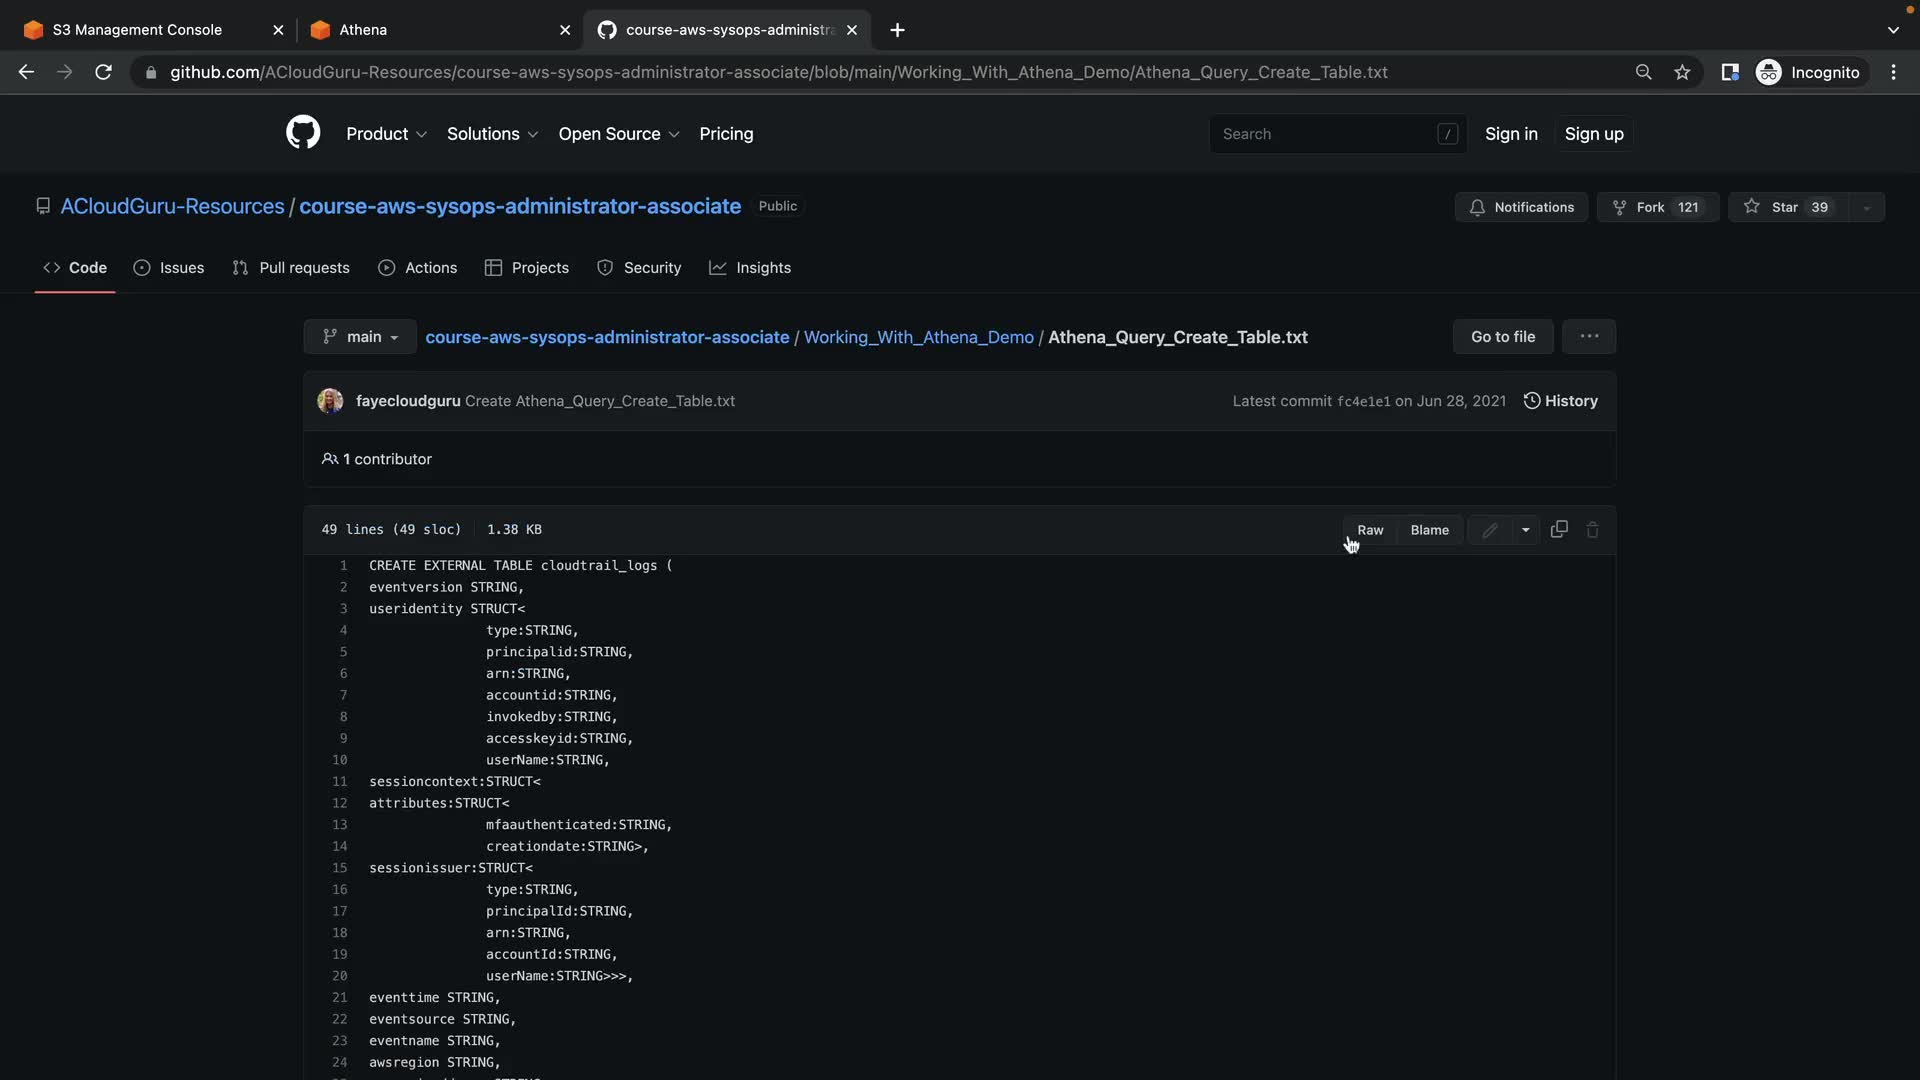 S3 Management Console
Athena
course-aws-sysops-administra
github.com/ACloudGuru-Resources/course-aws-sysops-administrator-associate/blob/main/Working_With_Athena_Demo/Athena_Query_Create_Table.txt
Incognito
Product Solutions Open Source Pricing
Search /
Sign in Sign up
ACloudGuru-Resources / course-aws-sysops-administrator-associate Public
Notifications Fork 121 Star 39
<> Code Issues Pull requests Actions Projects Security Insights
main course-aws-sysops-administrator-associate / Working_With_Athena_Demo / Athena_Query_Create_Table.txt Go to file ...
fayecloudguru Create Athena_Query_Create_Table.txt Latest commit fc4e1e1 on Jun 28, 2021 History
1 contributor
49 lines (49 sloc) 1.38 KB Raw Blame
1 CREATE EXTERNAL TABLE cloudtrail_logs (
2 eventversion STRING,
3 useridentity STRUCT<
4 type:STRING,
5 principalid:STRING,
6 arn:STRING,
7 accountid:STRING,
8 invokedby:STRING,
9 accesskeyid:STRING,
10 userName:STRING,
11 sessioncontext:STRUCT<
12 attributes:STRUCT<
13 mfaauthenticated:STRING,
14 creationdate:STRING>,
15 sessionissuer:STRUCT<
16 type:STRING,
17 principalId:STRING,
18 arn:STRING,
19 accountId:STRING,
20 userName:STRING>>>,
21 eventtime STRING,
22 eventsource STRING,
23 eventname STRING,
24 awsregion STRING,